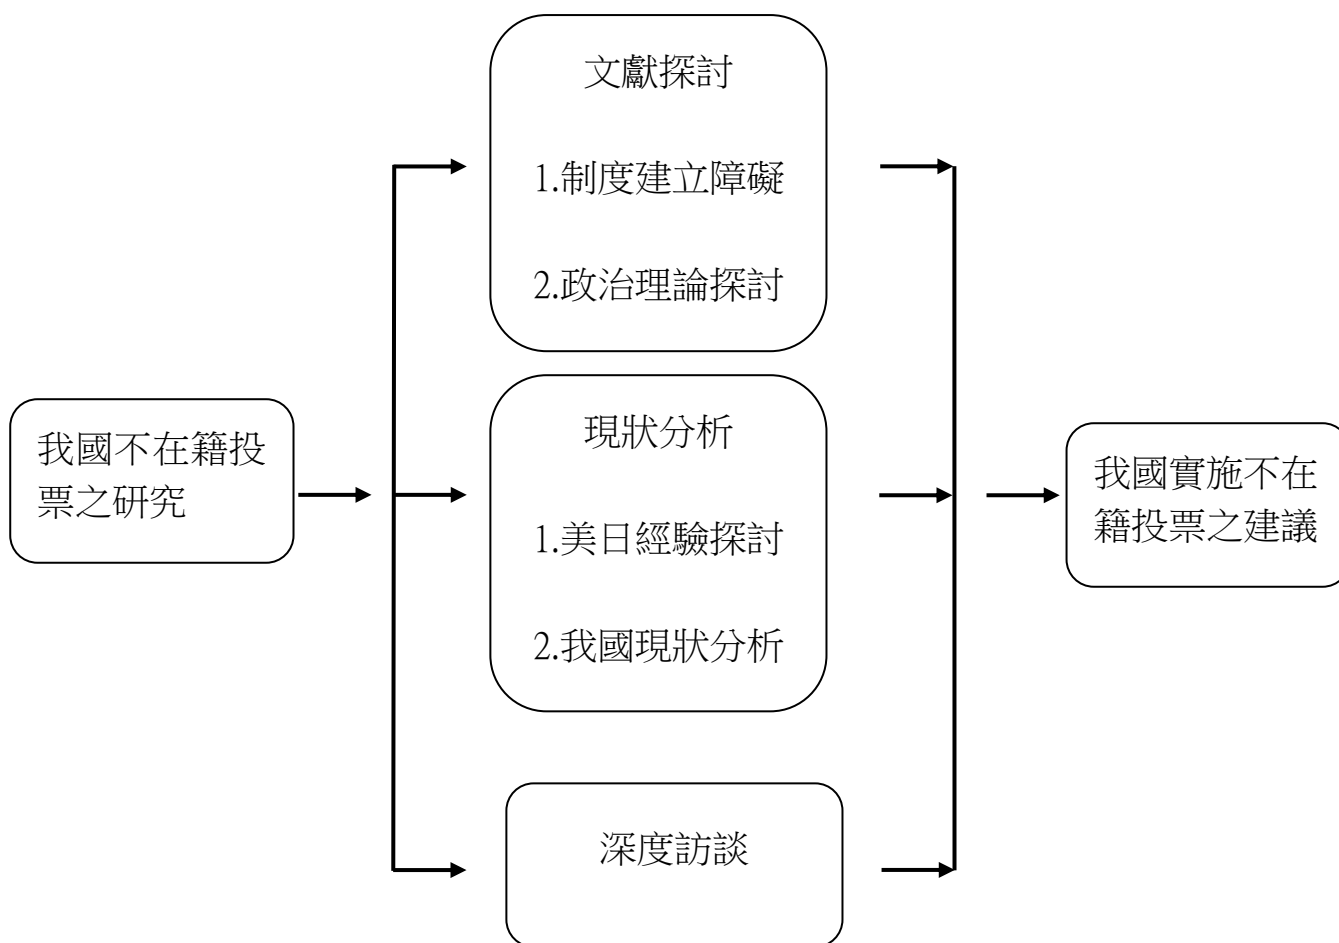 文獻探討
1.制度建立障礙
2.政治理論探討
我國不在籍投
票之研究
現狀分析
1.美日經驗探討
2.我國現狀分析
我國實施不在
籍投票之建議
深度訪談